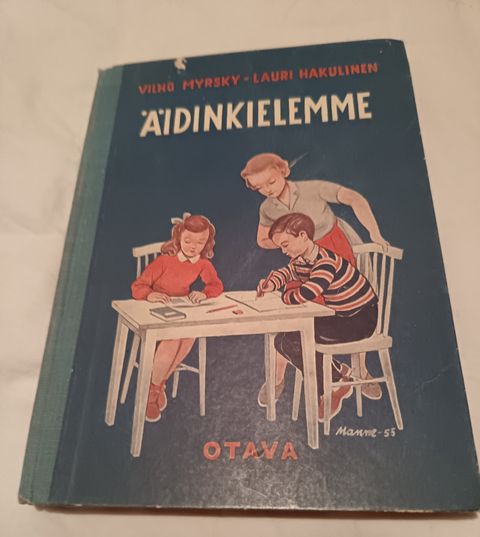 VILHO MYRSKY - LAURI HAKULINEN
ÄIDINKIELEMME
Manne -55
OTAVA